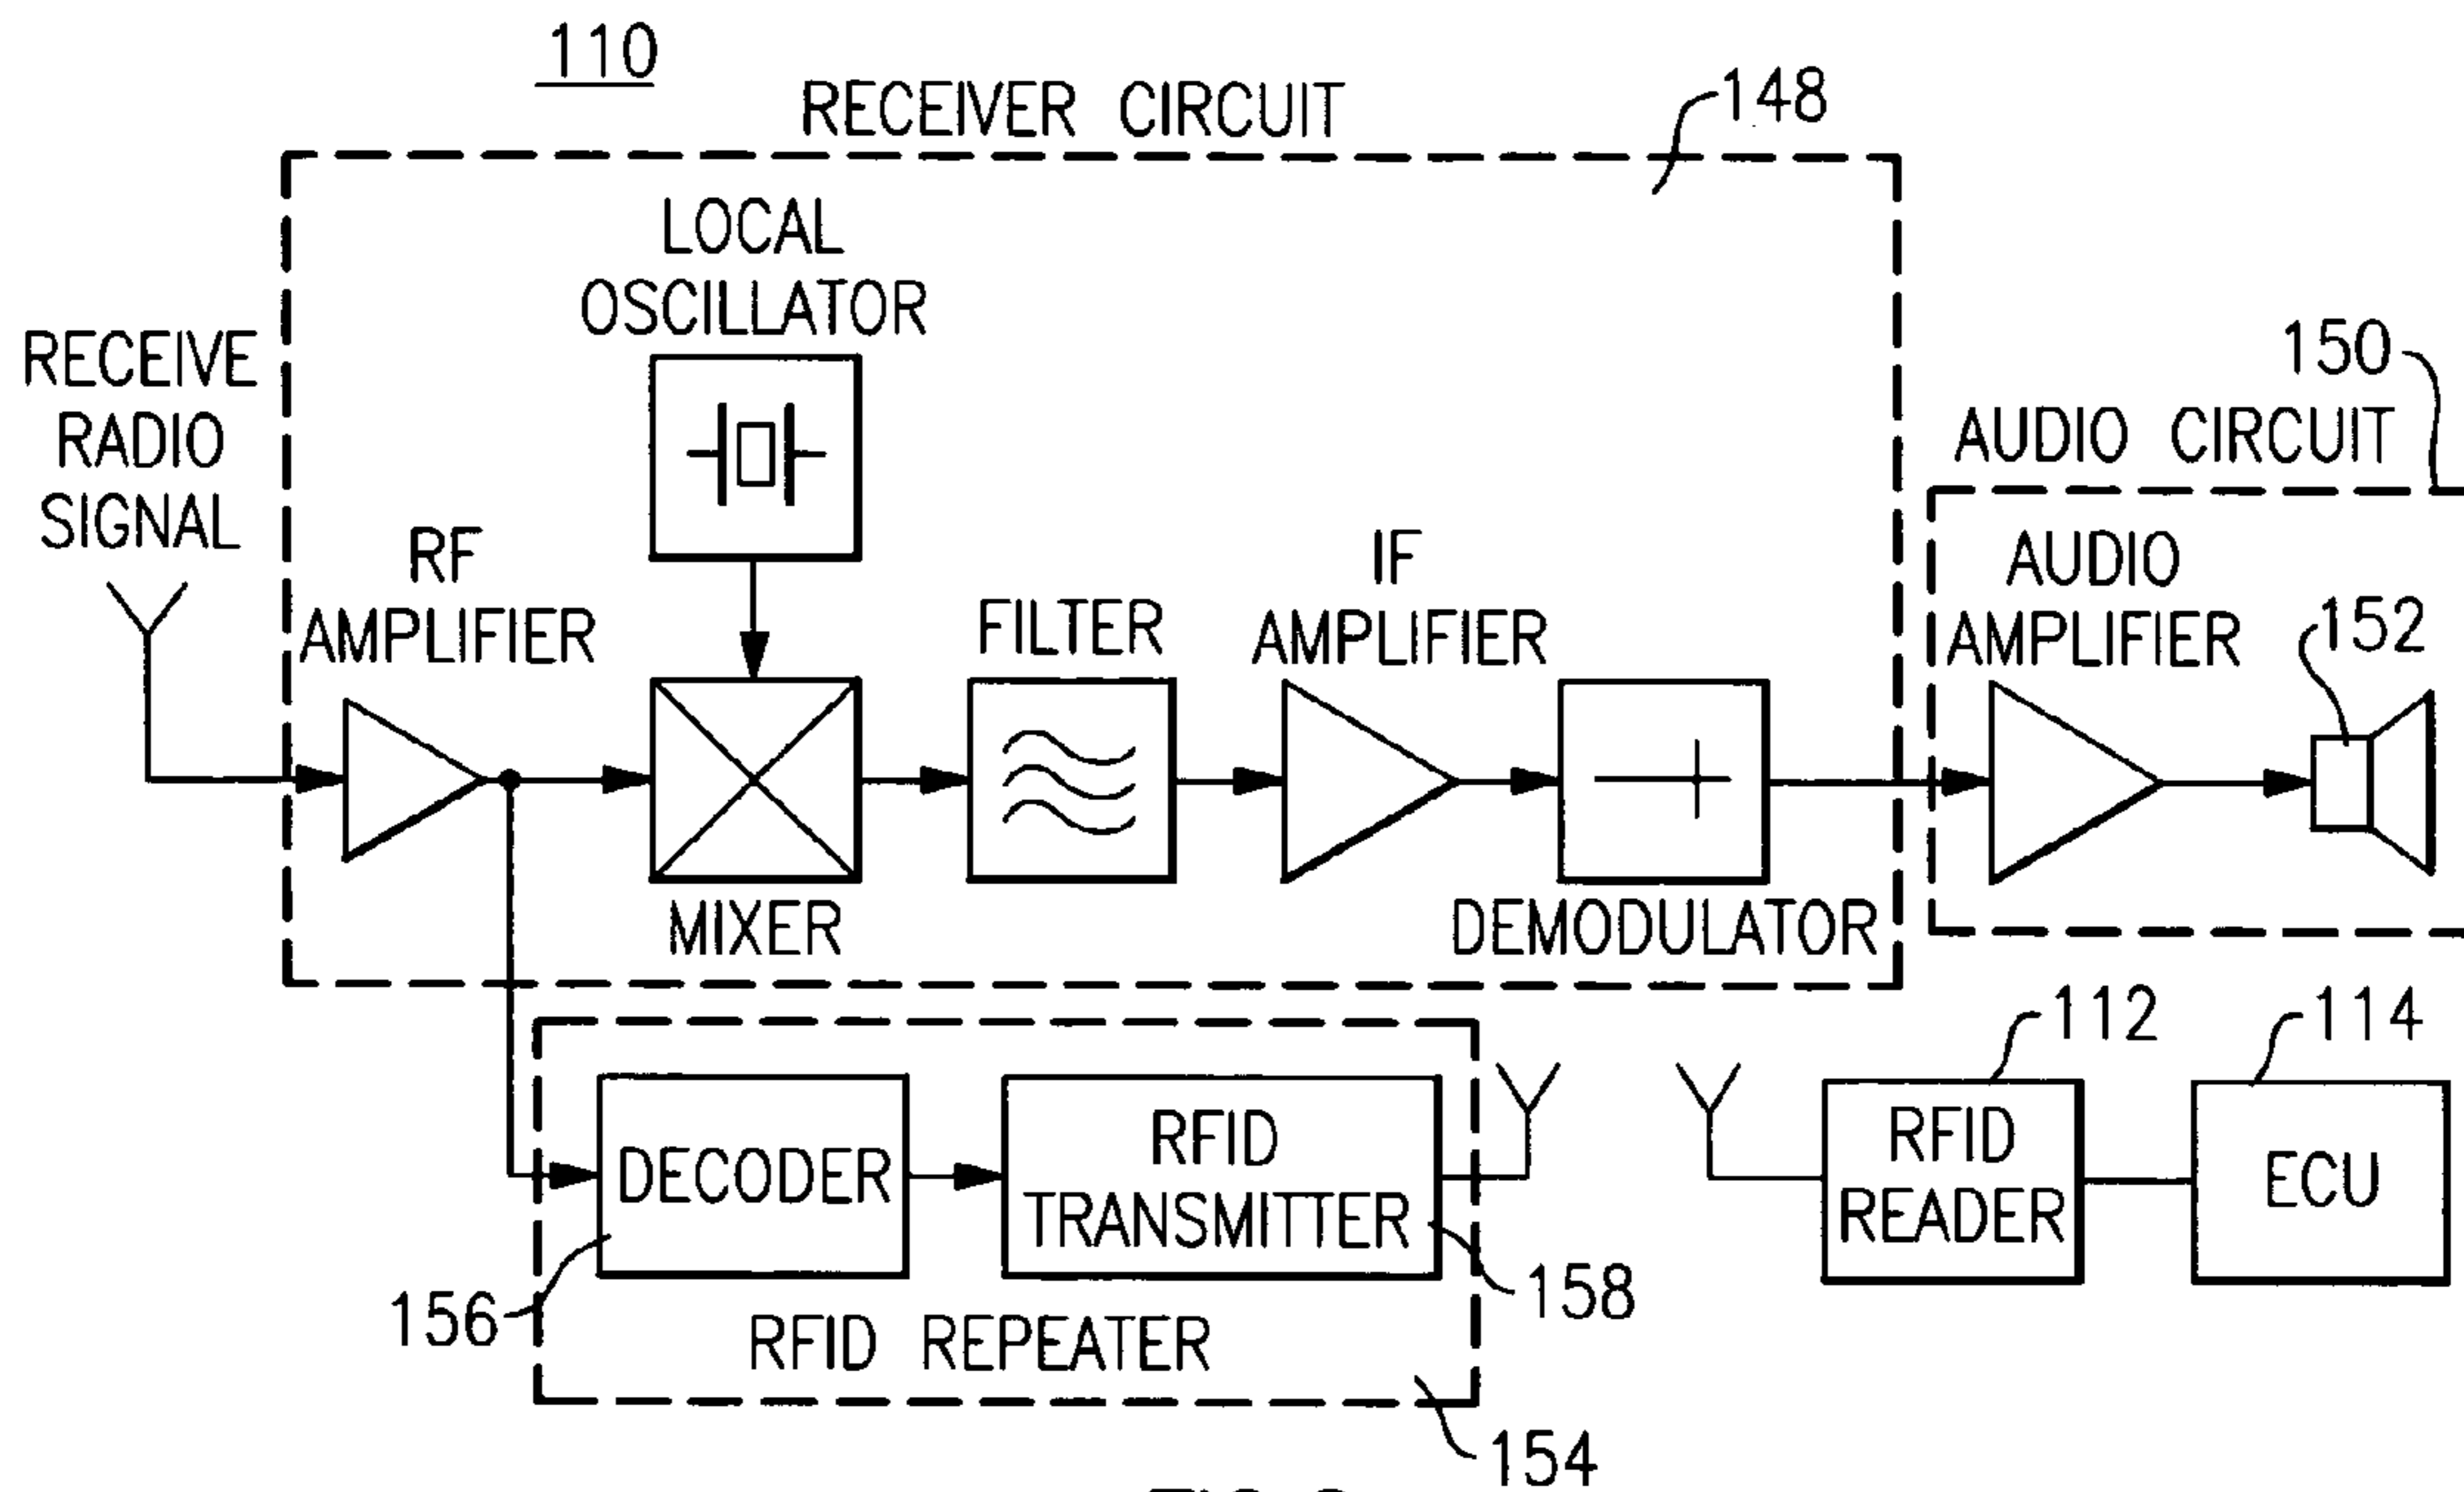 110
RECEIVER CIRCUIT
148
LOCAL
OSCILLATOR
RECEIVE
RADIO
SIGNAL
RF
AMPLIFIER
FILTER
IF
AMPLIFIER
MIXER
DEMODULATOR
150
AUDIO CIRCUIT
AUDIO
AMPLIFIER
152
DECODER
RFID
TRANSMITTER
156
158
RFID REPEATER
154
112
RFID
READER
114
ECU